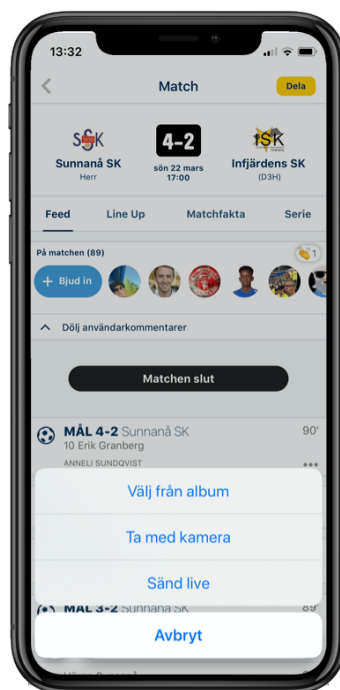 13:32
Match
Dela
SSK
4-2
ISK
Sunnanå SK
Infjärdens SK
Herr
sön 22 mars
(D3H)
17:00
Feed
Line Up
Matchfakta
Serie
På matchen (89)
1
+ Bjud in
Dölj användarkommentarer
Matchen slut
MÅL 4-2 Sunnanå SK
90'
10 Erik Granberg
ANNELI SUNDQVIST
Välj från album
Ta med kamera
Sänd live
MÅL 3-2 Sunnanå SK
89'
Avbryt